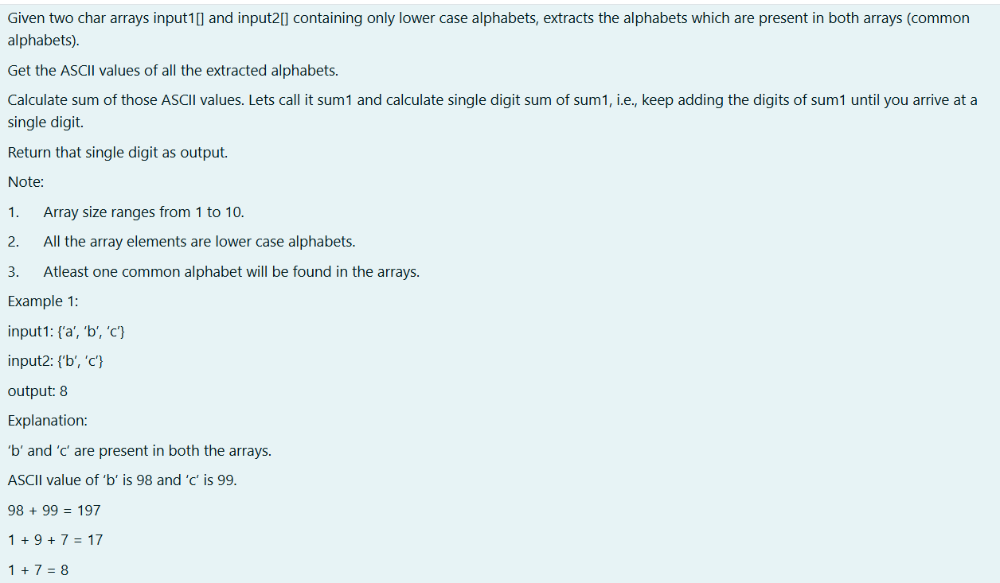 Given two char arrays input1[] and input2[] containing only lower case alphabets, extracts the alphabets which are present in both arrays (common
alphabets).
Get the ASCII values of all the extracted alphabets.
Calculate sum of those ASCII values. Lets call it sum1 and calculate single digit sum of sum1, i.e., keep adding the digits of sum1 until you arrive at a
single digit.
Return that single digit as output.
Note:
1. Array size ranges from 1 to 10.
2. All the array elements are lower case alphabets.
3. Atleast one common alphabet will be found in the arrays.
Example 1:
input1: {‘a’, ‘b’, ‘c’}
input2: {‘b’, ‘c’}
output: 8
Explanation:
‘b’ and ‘c’ are present in both the arrays.
ASCII value of ‘b’ is 98 and ‘c’ is 99.
98 + 99 = 197
1 + 9 + 7 = 17
1 + 7 = 8